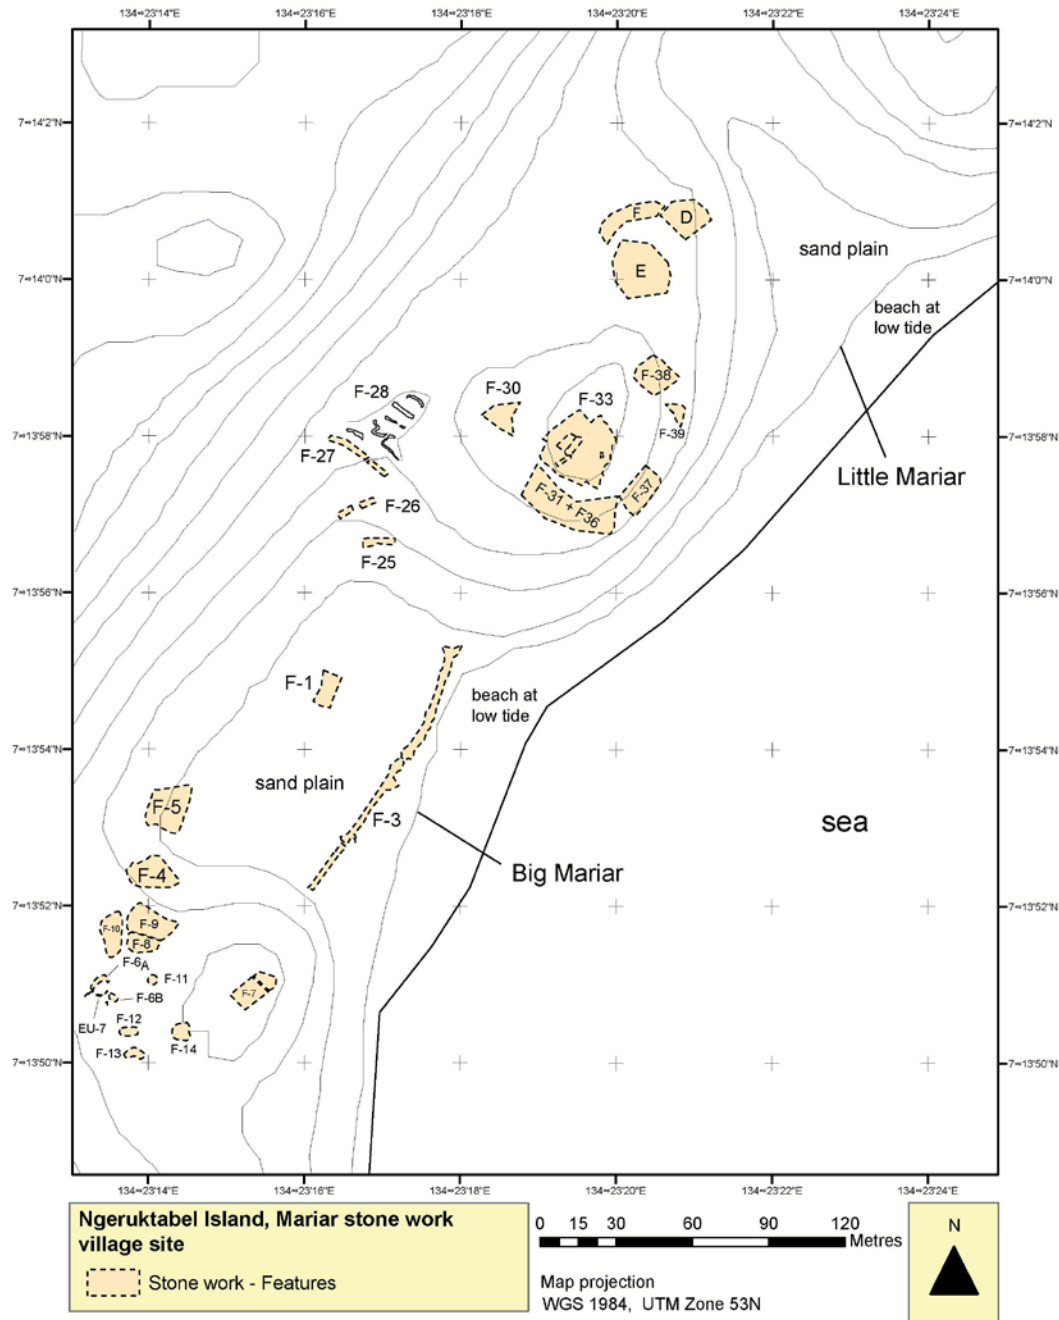 134∞23'14"E 134∞23'16"E 134∞23'18"E 134∞23'20"E 134∞23'22"E 134∞23'24"E
7∞14'2"N 7∞14'2"N
F D
sand plain
E
7∞14'0"N 7∞14'0"N
beach at
low tide
F-38
F-28 F-30 F-33
F-39
7∞13'58"N 7∞13'58"N
F-27
Little Mariar
F-31 + F36 F-37
F-26
F-25
7∞13'56"N 7∞13'56"N
F-1
beach at
low tide
7∞13'54"N 7∞13'54"N
sand plain
F-5
F-3
sea
F-4 Big Mariar
7∞13'52"N 7∞13'52"N
F-10 F-9
F-8
F-6A
F-11
F-7
F-6B
EU-7 F-12
F-13 F-14
7∞13'50"N 7∞13'50"N
134∞23'14"E 134∞23'16"E 134∞23'18"E 134∞23'20"E 134∞23'22"E 134∞23'24"E
Ngeruktabel Island, Mariar stone work
village site
Stone work - Features
0 15 30 60 90 120
Metres
Map projection
WGS 1984, UTM Zone 53N
N